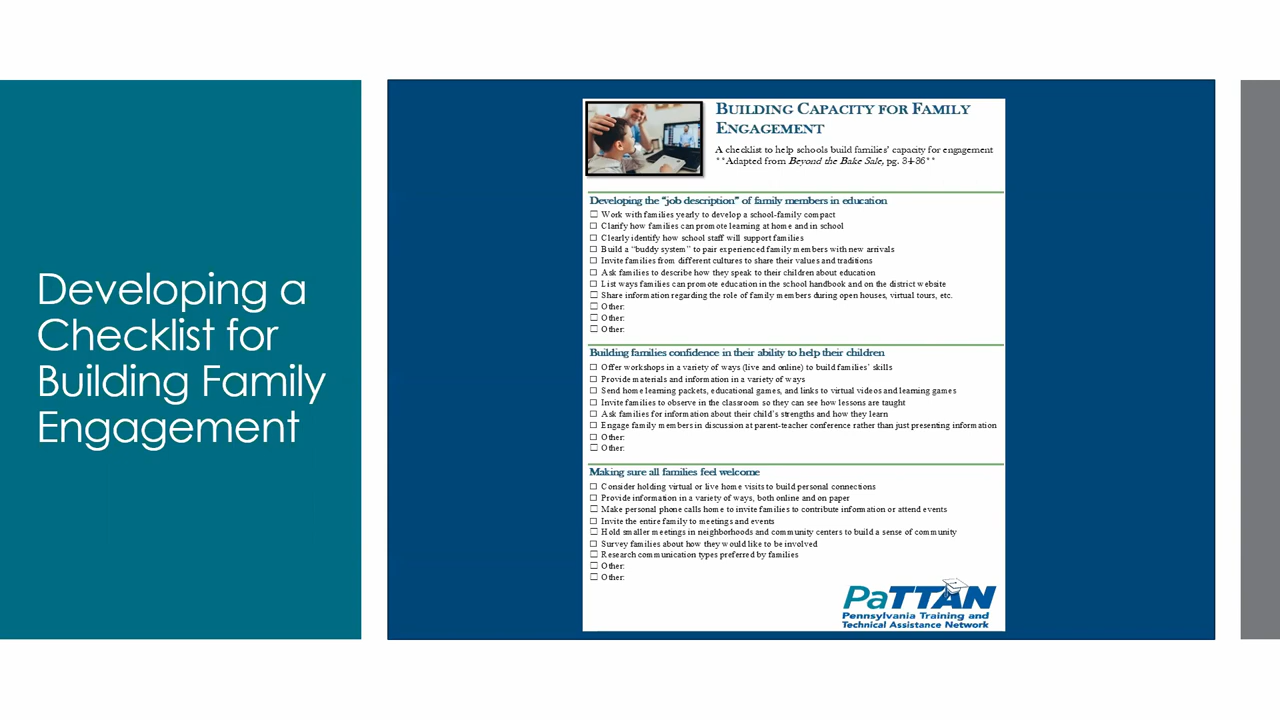 Developing a
Checklist for
Building Family
Engagement
BUILDING CAPACITY FOR FAMILY
ENGAGEMENT
A checklist to help schools build families' capacity for engagement
**Adapted from Beyond the Bake Sale, pg. 34-36**
Developing the "job description" of family members in education
☐ Work with families yearly to develop a school-family compact
☐ Clarify how families can promote learning at home and in school
☐ Clearly identify how school staff will support families
☐ Build a "buddy system" to pair experienced family members with new arrivals
☐ Invite families from different cultures to share their values and traditions
☐ Ask families to describe how they speak to their children about education
☐ List ways families can promote education in the school handbook and on the district website
☐ Share information regarding the role of family members during open houses, virtual tours, etc.
☐ Other:
☐ Other:
☐ Other:
Building families confidence in their ability to help their children
☐ Offer workshops in a variety of ways (live and online) to build families' skills
☐ Provide materials and information in a variety of ways
☐ Send home learning packets, educational games, and links to virtual videos and learning games
☐ Invite families to observe in the classroom so they can see how lessons are taught
☐ Ask families for information about their child's strengths and how they learn
☐ Engage family members in discussion at parent-teacher conference rather than just presenting information
☐ Other:
☐ Other:
Making sure all families feel welcome
☐ Consider holding virtual or live home visits to build personal connections
☐ Provide information in a variety of ways, both online and on paper
☐ Make personal phone calls home to invite families to contribute information or attend events
☐ Invite the entire family to meetings and events
☐ Hold smaller meetings in neighborhoods and community centers to build a sense of community
☐ Survey families about how they would like to be involved
☐ Research communication types preferred by families
☐ Other:
☐ Other:
PaTTAN
Pennsylvania Training and
Technical Assistance Network